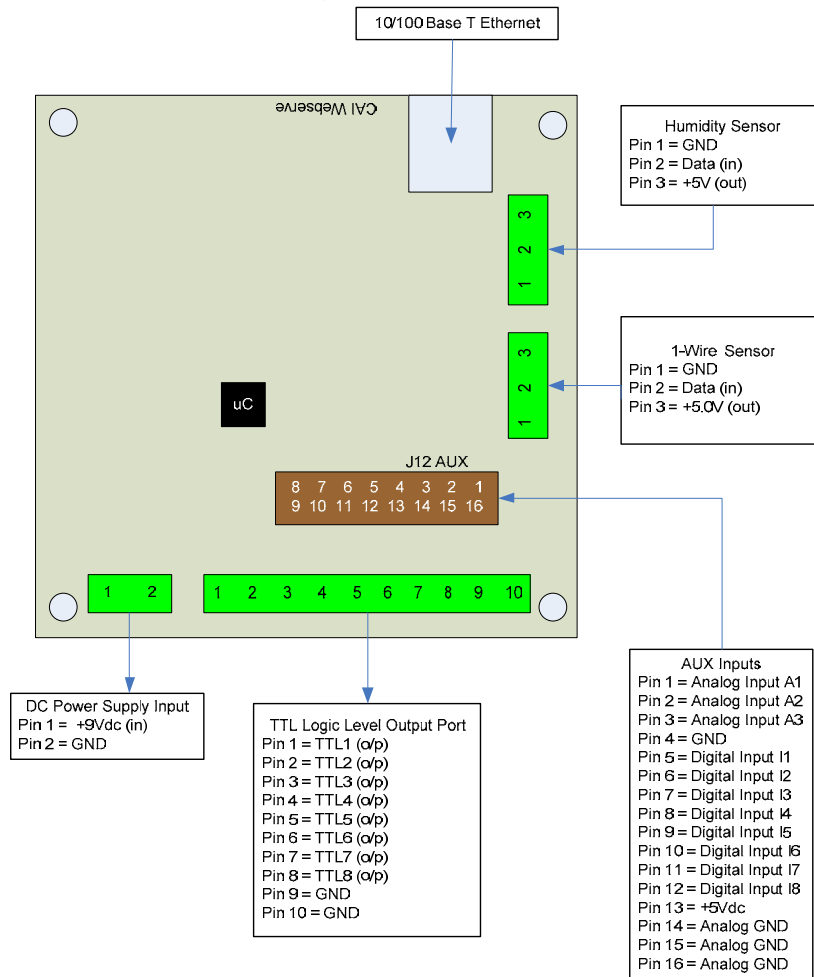 10/100 Base T Ethernet
CAI Webserve
Humidity Sensor
Pin 1 = GND
Pin 2 = Data (in)
Pin 3 = +5V (out)
3
2
1
1-Wire Sensor
Pin 1 = GND
Pin 2 = Data (in)
Pin 3 = +5.0V (out)
3
2
1
uC
J12 AUX
8 7 6 5 4 3 2 1
9 10 11 12 13 14 15 16
1 2
1 2 3 4 5 6 7 8 9 10
DC Power Supply Input
Pin 1 = +9Vdc (in)
Pin 2 = GND
TTL Logic Level Output Port
Pin 1 = TTL1 (o/p)
Pin 2 = TTL2 (o/p)
Pin 3 = TTL3 (o/p)
Pin 4 = TTL4 (o/p)
Pin 5 = TTL5 (o/p)
Pin 6 = TTL6 (o/p)
Pin 7 = TTL7 (o/p)
Pin 8 = TTL8 (o/p)
Pin 9 = GND
Pin 10 = GND
AUX Inputs
Pin 1 = Analog Input A1
Pin 2 = Analog Input A2
Pin 3 = Analog Input A3
Pin 4 = GND
Pin 5 = Digital Input I1
Pin 6 = Digital Input I2
Pin 7 = Digital Input I3
Pin 8 = Digital Input I4
Pin 9 = Digital Input I5
Pin 10 = Digital Input I6
Pin 11 = Digital Input I7
Pin 12 = Digital Input I8
Pin 13 = +5Vdc
Pin 14 = Analog GND
Pin 15 = Analog GND
Pin 16 = Analog GND